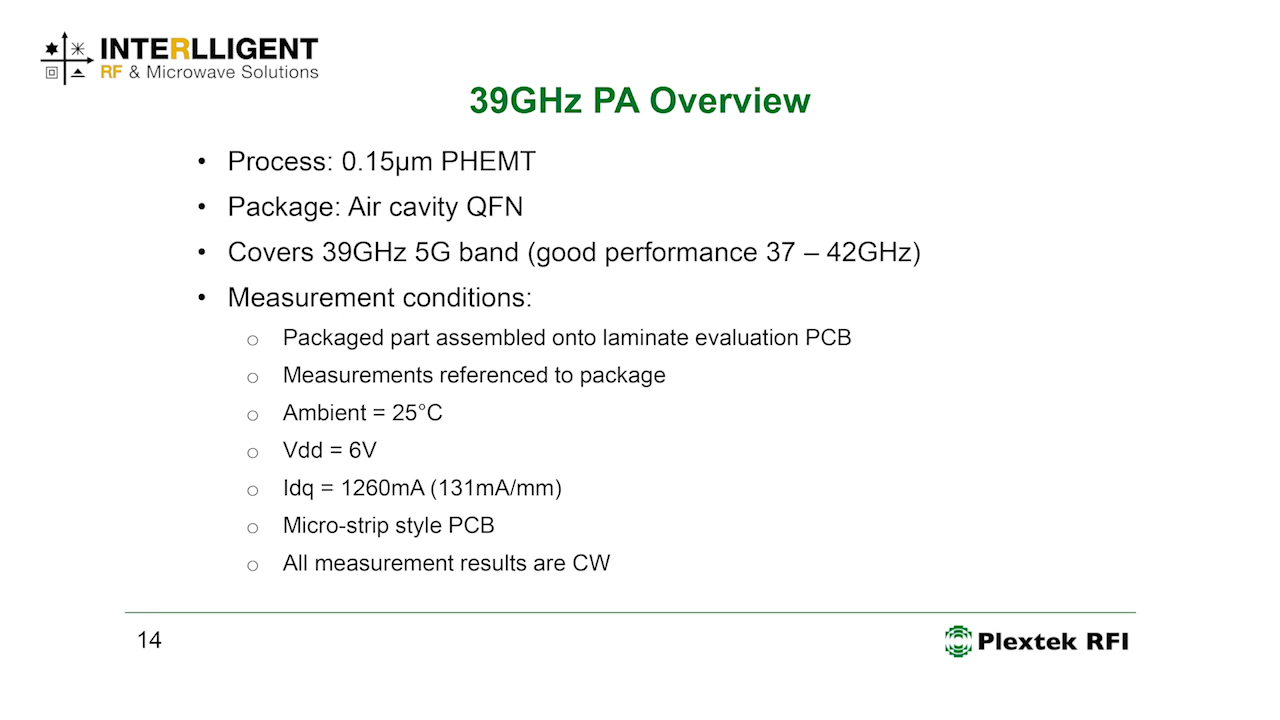 INTERLLIGENT
RF & Microwave Solutions
39GHz PA Overview
• Process: 0.15µm PHEMT
• Package: Air cavity QFN
• Covers 39GHz 5G band (good performance 37 – 42GHz)
• Measurement conditions:
o Packaged part assembled onto laminate evaluation PCB
o Measurements referenced to package
o Ambient = 25°C
o Vdd = 6V
o Idq = 1260mA (131mA/mm)
o Micro-strip style PCB
o All measurement results are CW
14
Plextek RFI